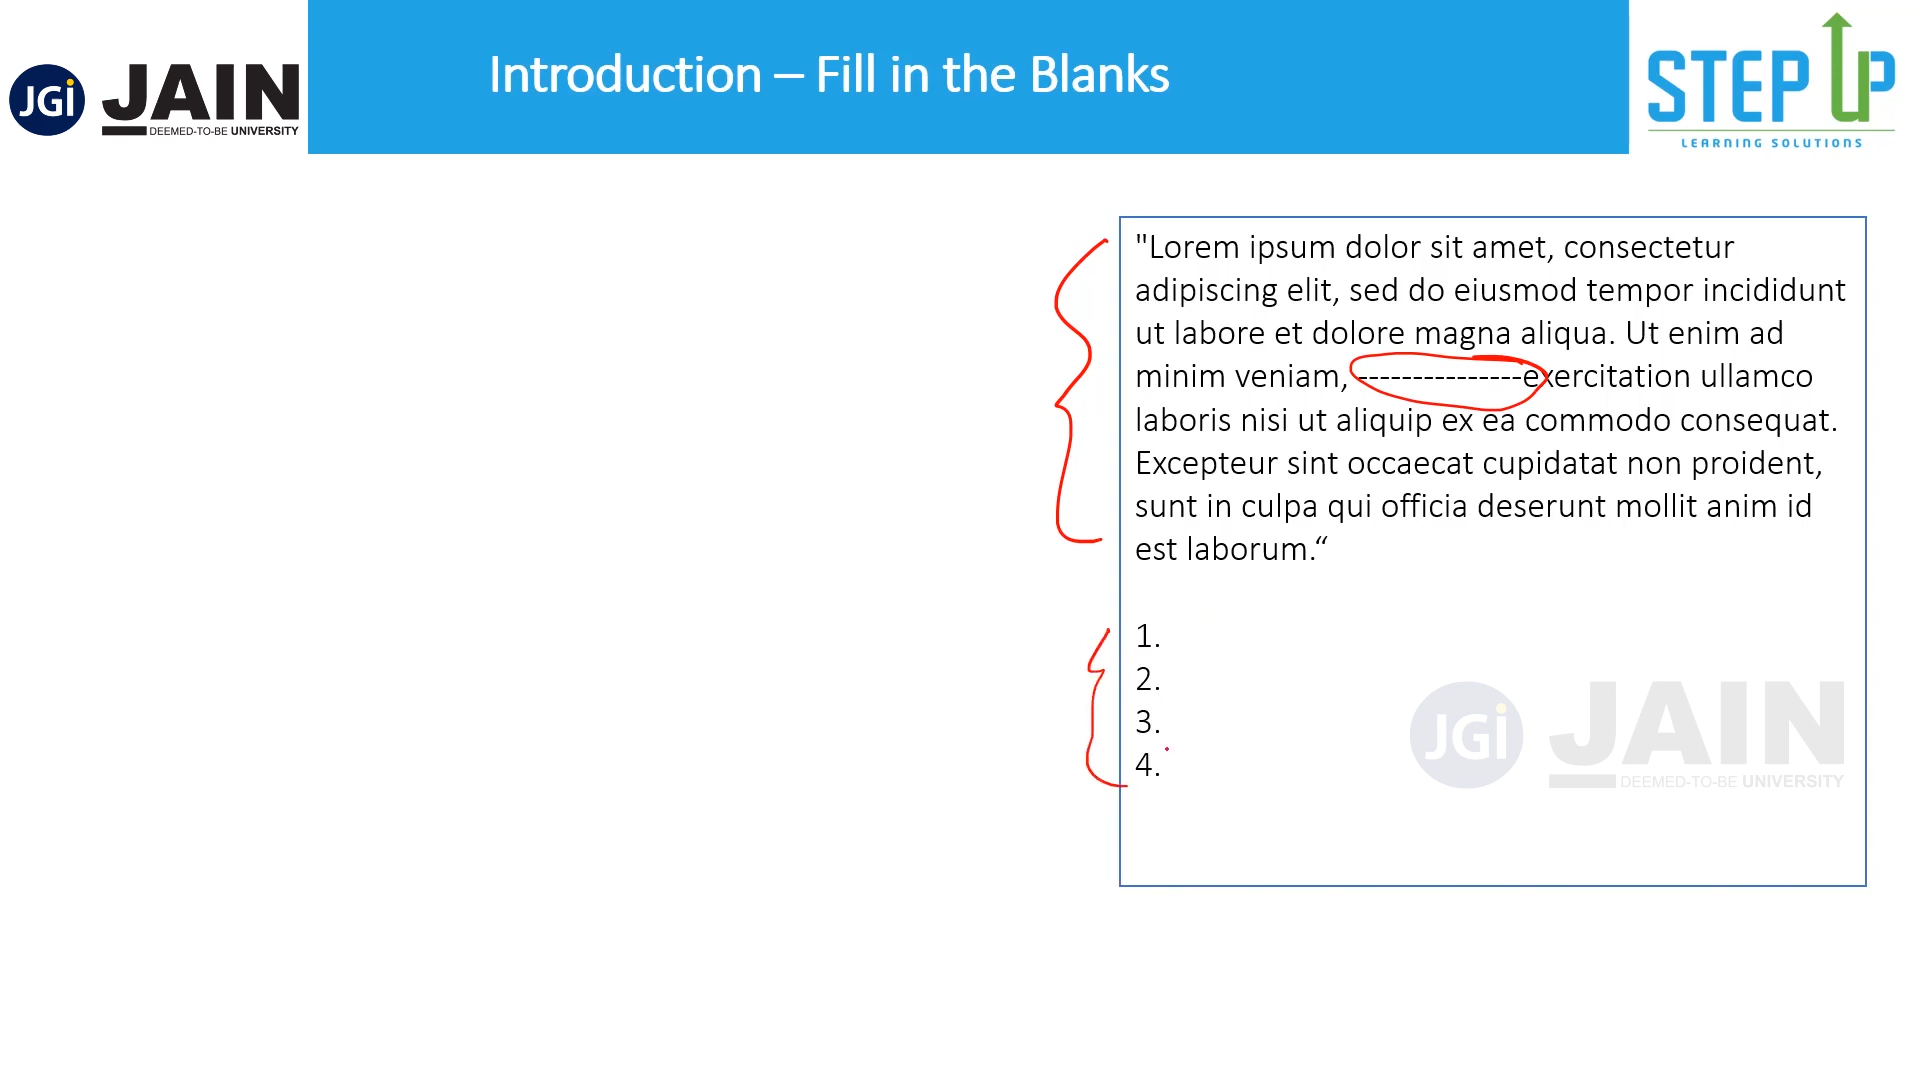 JGi JAIN
DEEMED-TO-BE UNIVERSITY
Introduction – Fill in the Blanks
STEP UP
LEARNING SOLUTIONS
"Lorem ipsum dolor sit amet, consectetur
adipiscing elit, sed do eiusmod tempor incididunt
ut labore et dolore magna aliqua. Ut enim ad
minim veniam, ---------------exercitation ullamco
laboris nisi ut aliquip ex ea commodo consequat.
Excepteur sint occaecat cupidatat non proident,
sunt in culpa qui officia deserunt mollit anim id
est laborum.“
1.
2.
3.
4.
JGi JAIN
DEEMED-TO-BE UNIVERSITY